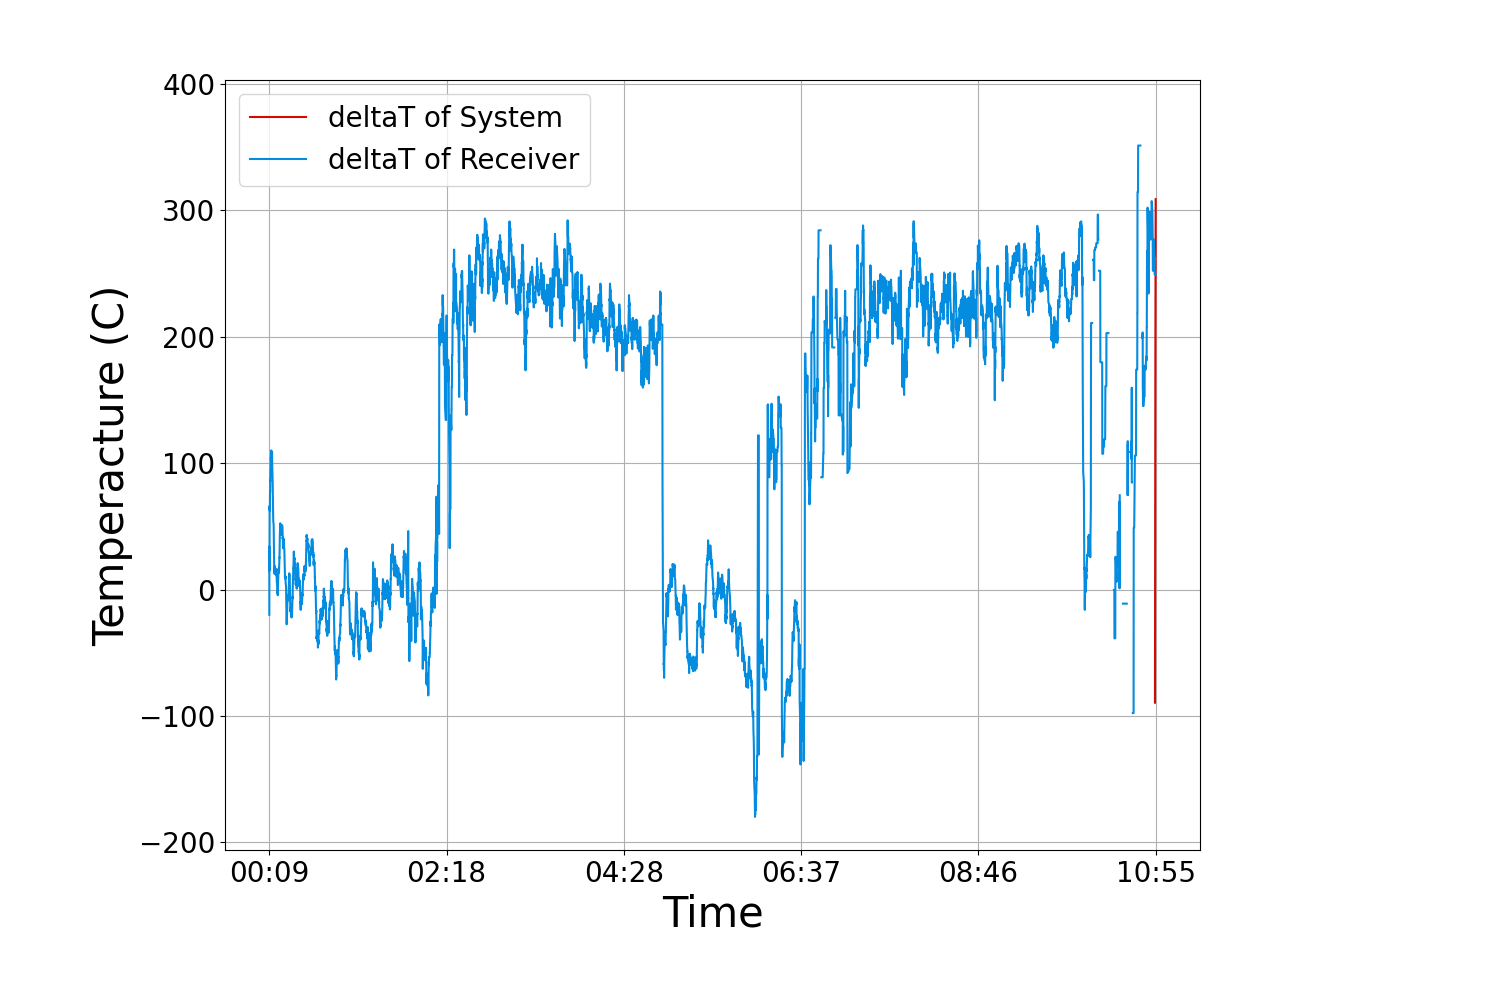 400
300
200
100
0
−100
−200
deltaT of System
deltaT of Receiver
Temperacture (C)
00:09 02:18 04:28 06:37 08:46 10:55
Time